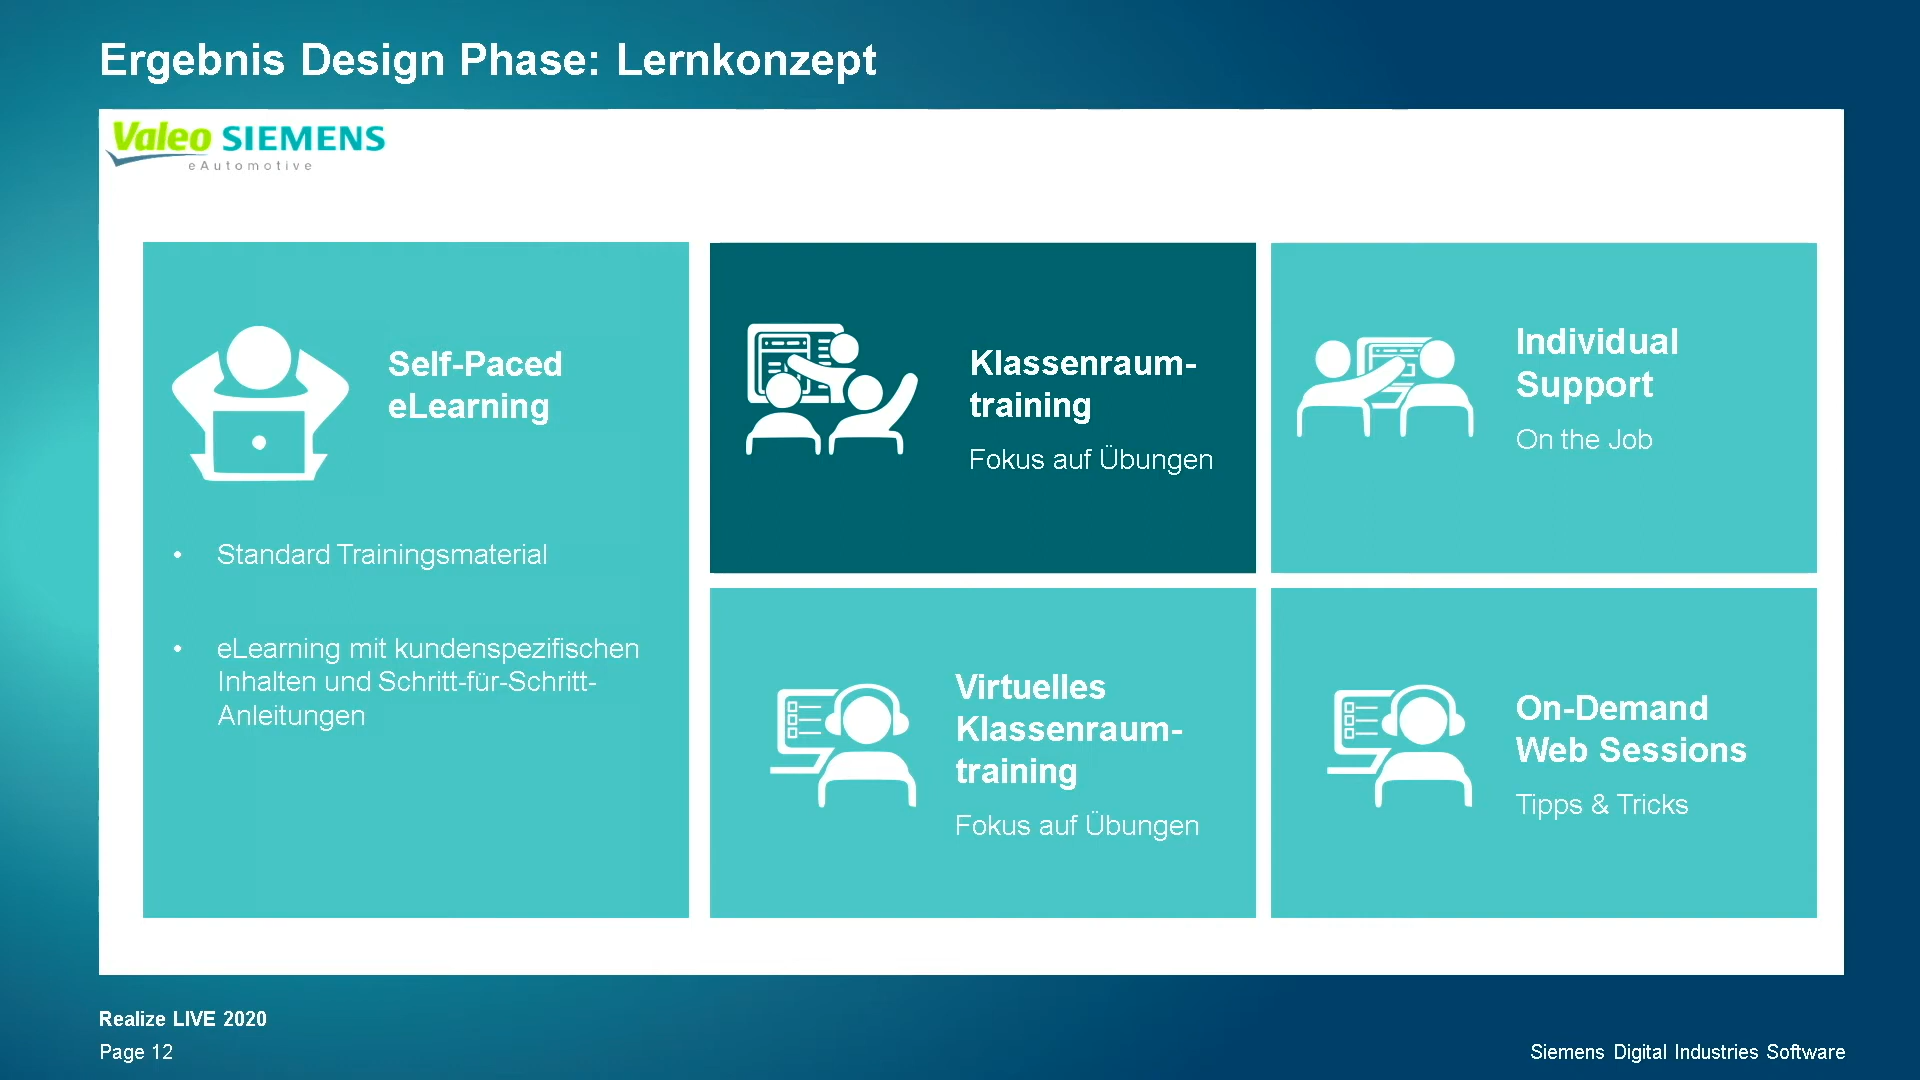 Ergebnis Design Phase: Lernkonzept
Valeo SIEMENS
eAutomotive
Self-Paced
eLearning
• Standard Trainingsmaterial
• eLearning mit kundenspezifischen
Inhalten und Schritt-für-Schritt-
Anleitungen
Klassenraum-
training
Fokus auf Übungen
Individual
Support
On the Job
Virtuelles
Klassenraum-
training
Fokus auf Übungen
On-Demand
Web Sessions
Tipps & Tricks
Realize LIVE 2020
Page 12
Siemens Digital Industries Software